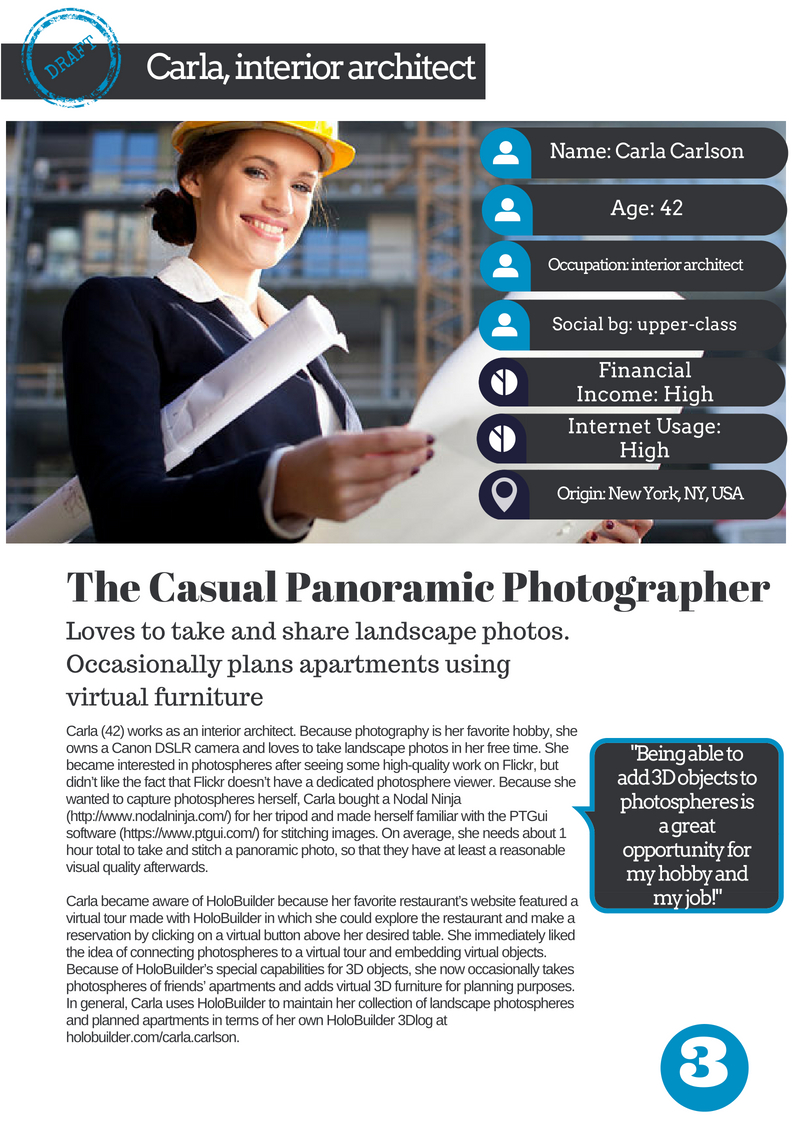 DRAFT
Carla, interior architect
Name: Carla Carlson
Age: 42
Occupation: interior architect
Social bg: upper-class
Financial
Income: High
Internet Usage:
High
Origin: New York, NY, USA
The Casual Panoramic Photographer
Loves to take and share landscape photos.
Occasionally plans apartments using
virtual furniture
Carla (42) works as an interior architect. Because photography is her favorite hobby, she
owns a Canon DSLR camera and loves to take landscape photos in her free time. She
became interested in photospheres after seeing some high-quality work on Flickr, but
didn't like the fact that Flickr doesn't have a dedicated photosphere viewer. Because she
wanted to capture photospheres herself, Carla bought a Nodal Ninja
(http://www.nodalninja.com/) for her tripod and made herself familiar with the PTGui
software (https://www.ptgui.com/) for stitching images. On average, she needs about 1
hour total to take and stitch a panoramic photo, so that they have at least a reasonable
visual quality afterwards.
Carla became aware of HoloBuilder because her favorite restaurant's website featured a
virtual tour made with HoloBuilder in which she could explore the restaurant and make a
reservation by clicking on a virtual button above her desired table. She immediately liked
the idea of connecting photospheres to a virtual tour and embedding virtual objects.
Because of HoloBuilder's special capabilities for 3D objects, she now occasionally takes
photospheres of friends' apartments and adds virtual 3D furniture for planning purposes.
In general, Carla uses HoloBuilder to maintain her collection of landscape photospheres
and planned apartments in terms of her own HoloBuilder 3Dlog at
holobuilder.com/carla.carlson.
"Being able to
add 3D objects to
photospheres is
a great
opportunity for
my hobby and
my job!"
3